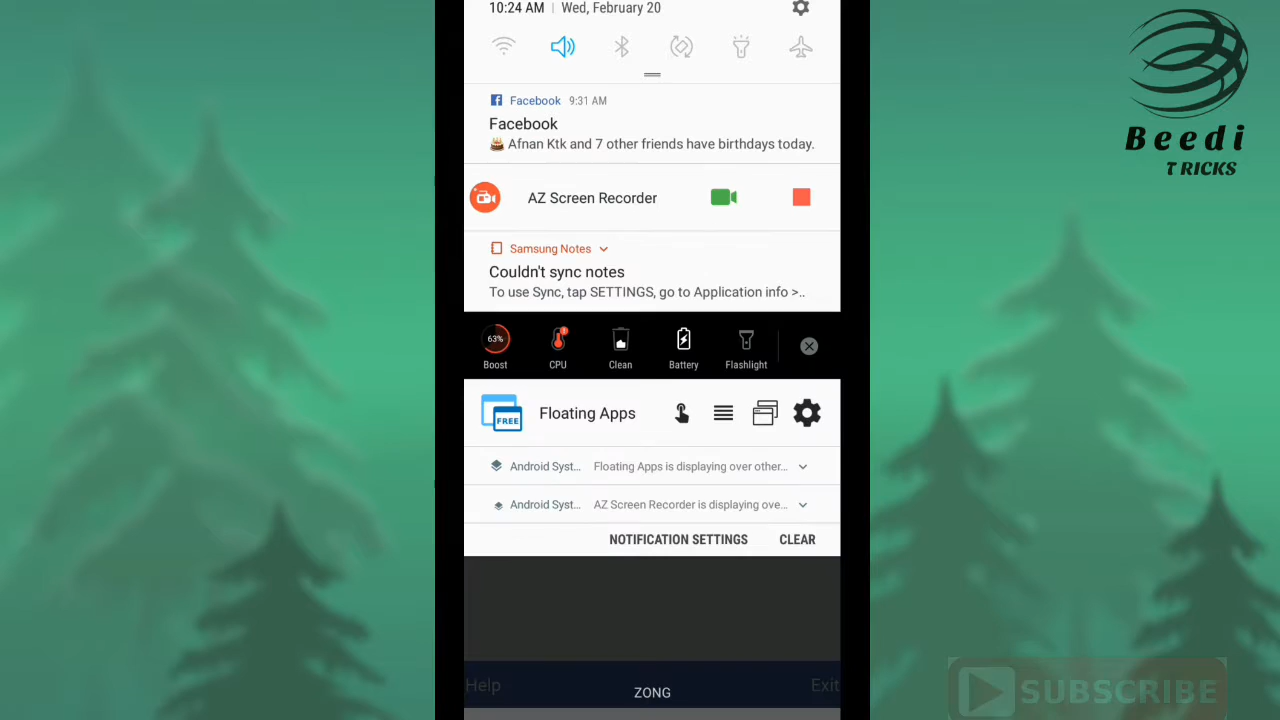 10:24 AM | Wed, February 20
Beedi
TRICKS
Facebook 9:31 AM
Facebook
Afnan Ktk and 7 other friends have birthdays today.
AZ Screen Recorder
Samsung Notes
Couldn't sync notes
To use Sync, tap SETTINGS, go to Application info >..
63%
Boost CPU Clean Battery Flashlight
FREE
Floating Apps
Android Syst... Floating Apps is displaying over other...
Android Syst... AZ Screen Recorder is displaying ove...
NOTIFICATION SETTINGS CLEAR
Help Exit
ZONG
SUBSCRIBE